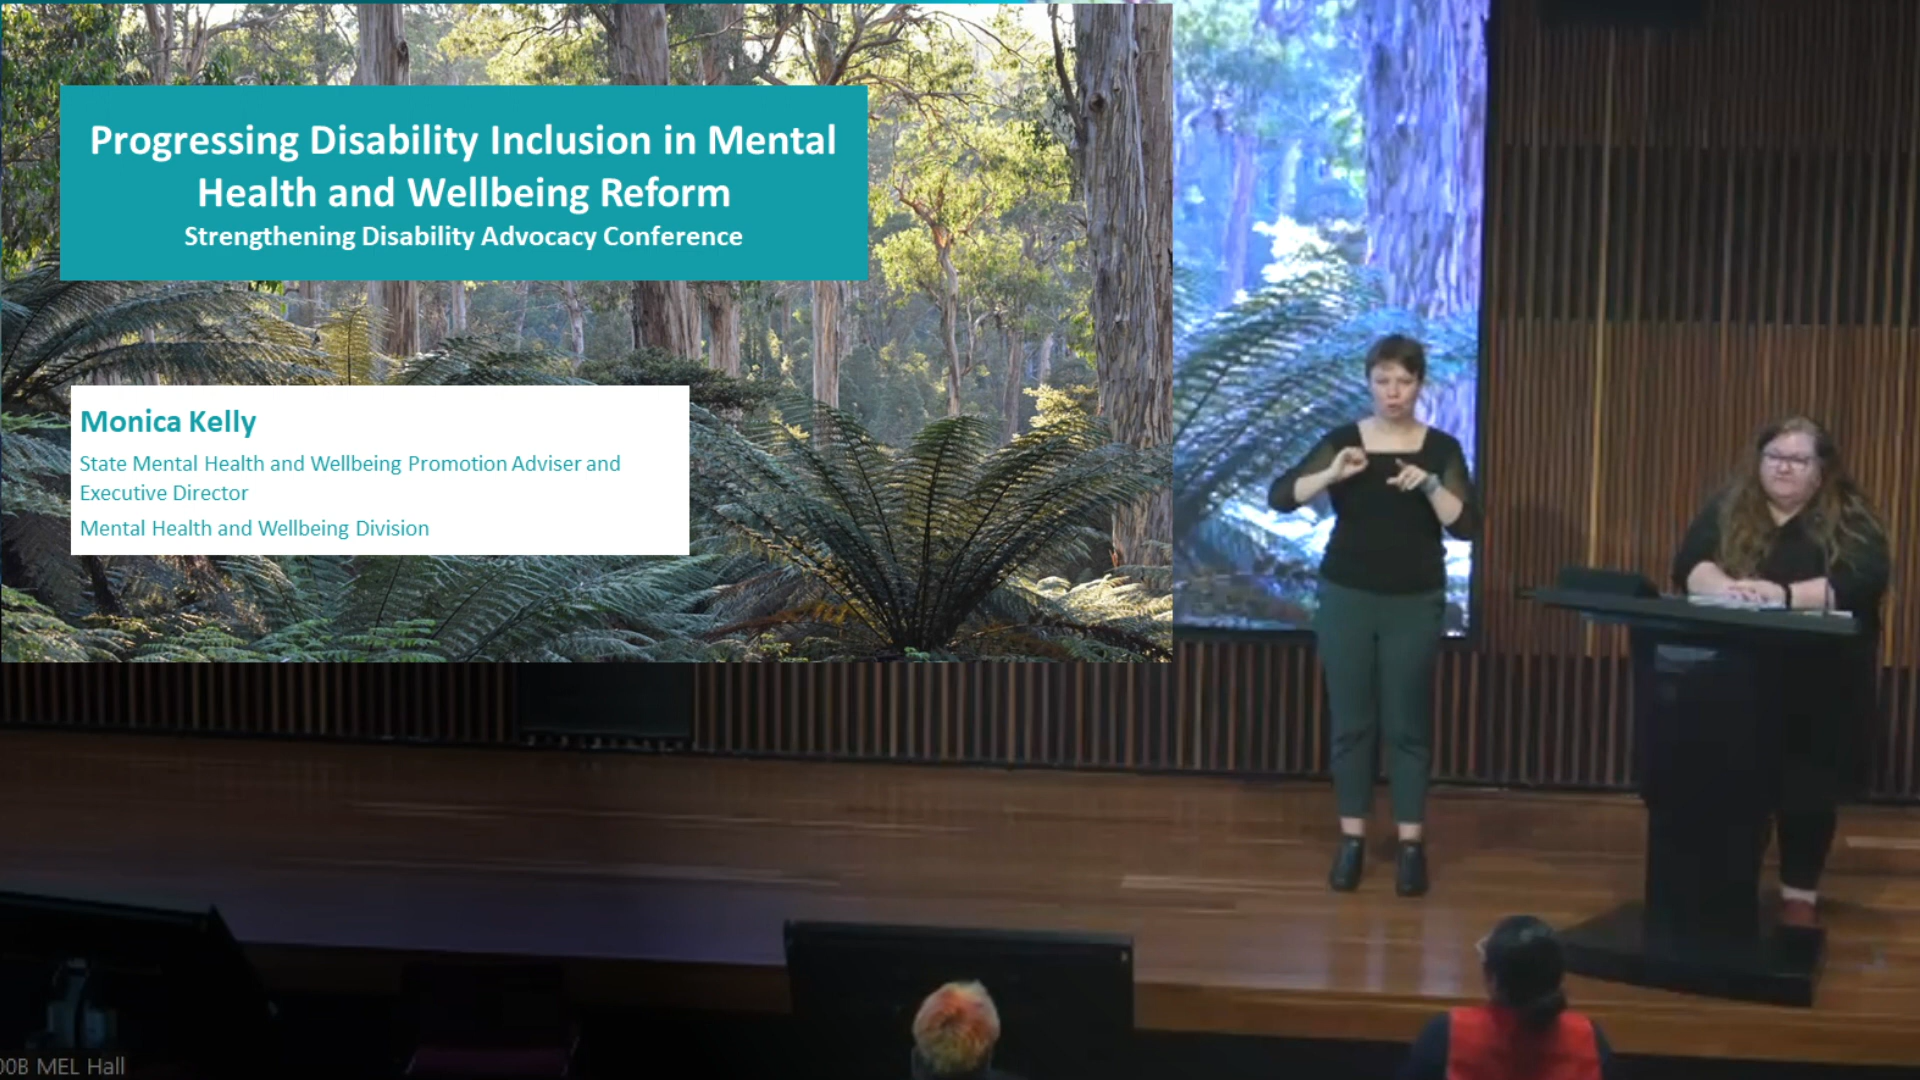 Progressing Disability Inclusion in Mental
Health and Wellbeing Reform
Strengthening Disability Advocacy Conference
Monica Kelly
State Mental Health and Wellbeing Promotion Adviser and
Executive Director
Mental Health and Wellbeing Division
MEL Hall